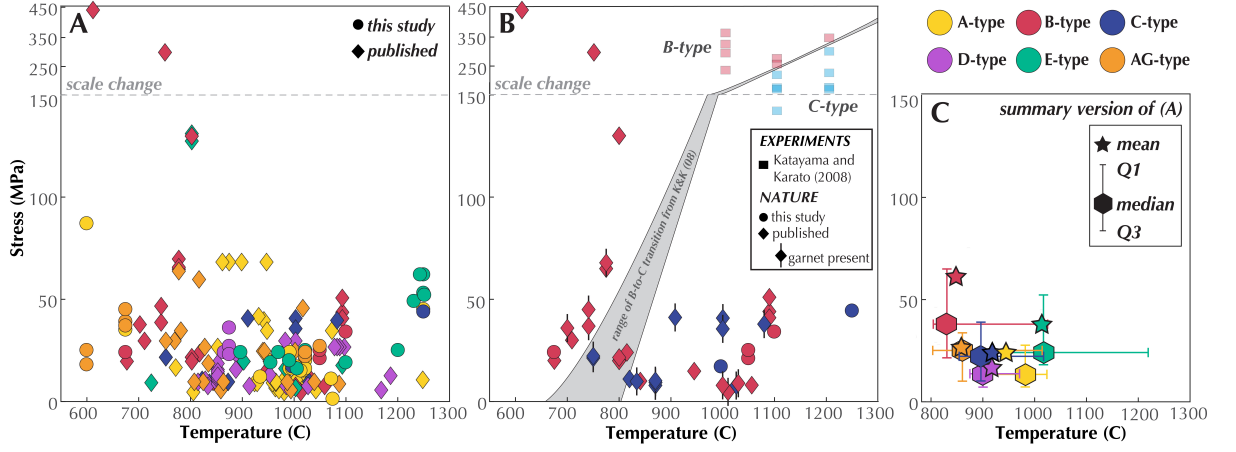 A
this study
published
scale change
450
350
250
150
100
50
0
Stress (MPa)
600
700
800
900
1000
1100
1200
1300
Temperature (C)
B
B-type
C-type
scale change
range of B-to-C transition from K&K (08)
EXPERIMENTS
Katayama and
Karato (2008)
NATURE
this study
published
garnet present
450
350
250
150
100
50
0
600
700
800
900
1000
1100
1200
1300
Temperature (C)
A-type B-type C-type
D-type E-type AG-type
C
summary version of (A)
mean
Q1
median
Q3
150
100
50
0
800
900
1000
1100
1200
1300
Temperature (C)